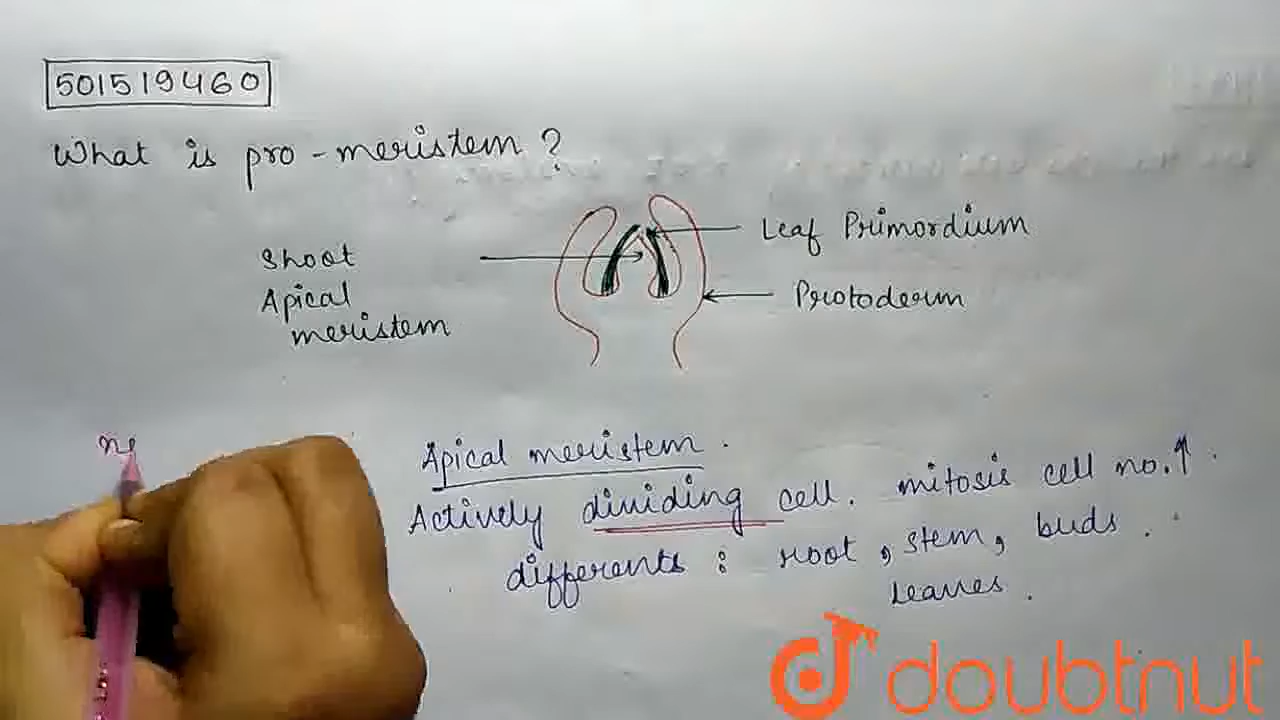 501519460
What is pro-meristem ?
Leaf Primordium
Shoot
Apical
meristem
Protoderm
Apical meristem.
Actively dividing cell. mitosis cell no.↑.
differents : root, stem, buds.
leaves.
doubtnut